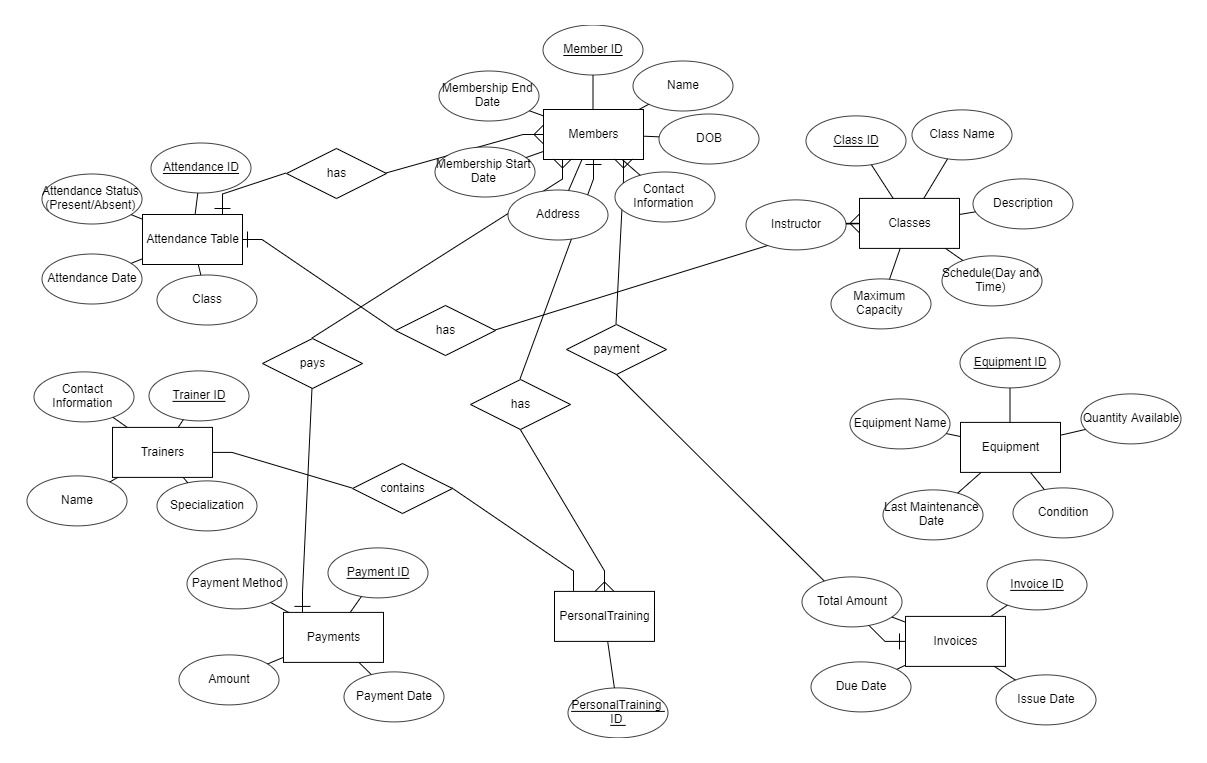 Member ID
Membership End
Date
Name
Members
DOB
Membership Start
Date
Contact
Information
Address
has
Attendance ID
Attendance Status
(Present/Absent)
Attendance Table
Attendance Date
Class
Class ID
Class Name
Description
Instructor
Classes
Schedule(Day and
Time)
Maximum
Capacity
has
pays
has
payment
Equipment ID
Equipment Name
Quantity Available
Equipment
Last Maintenance
Date
Condition
Contact
Information
Trainer ID
Trainers
Name
Specialization
contains
Payment Method
Payment ID
Payments
Amount
Payment Date
PersonalTraining
PersonalTraining
ID
Total Amount
Invoice ID
Invoices
Due Date
Issue Date